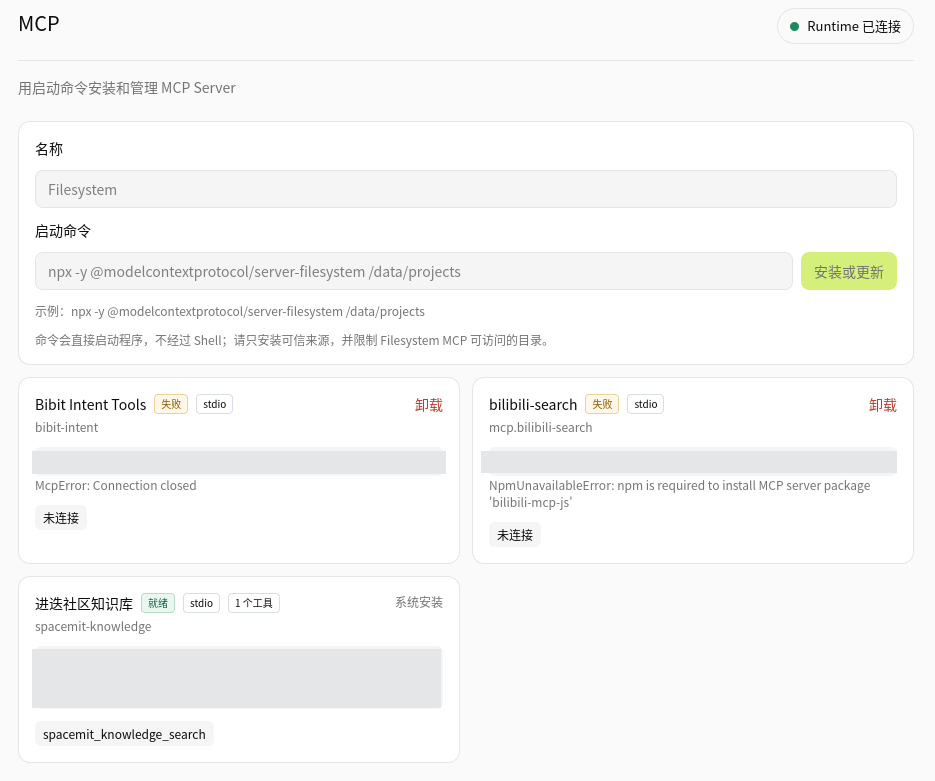 MCP
Runtime 已连接
用启动命令安装和管理 MCP Server
名称
Filesystem
启动命令
npx -y @modelcontextprotocol/server-filesystem /data/projects
安装或更新
示例：npx -y @modelcontextprotocol/server-filesystem /data/projects
命令会直接启动程序，不经过 Shell；请只安装可信来源，并限制 Filesystem MCP 可访问的目录。
Bibit Intent Tools 失败 stdio 卸载
bibit-intent
McpError: Connection closed
未连接
bilibili-search 失败 stdio 卸载
mcp.bilibili-search
NpmUnavailableError: npm is required to install MCP server package
'bilibili-mcp-js'
未连接
进迭社区知识库 就绪 stdio 1 个工具 系统安装
spacemit-knowledge
spacemit_knowledge_search